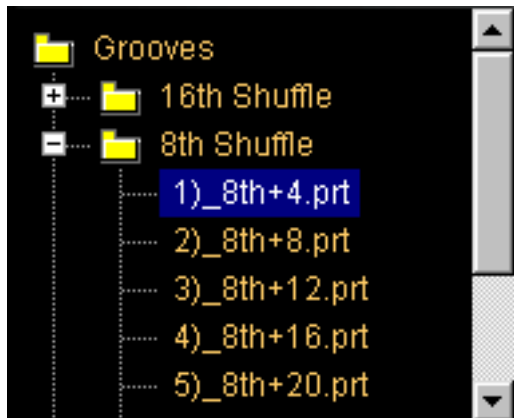 Grooves
16th Shuffle
8th Shuffle
1)_8th+4.prt
2)_8th+8.prt
3)_8th+12.prt
4)_8th+16.prt
5)_8th+20.prt